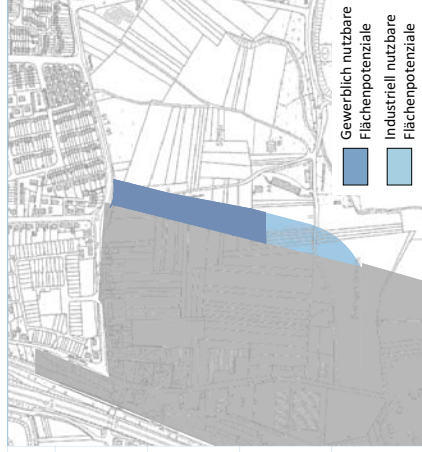 Gewerblich nutzbare
Flächenpotenziale
Industriell nutzbare
Flächenpotenziale